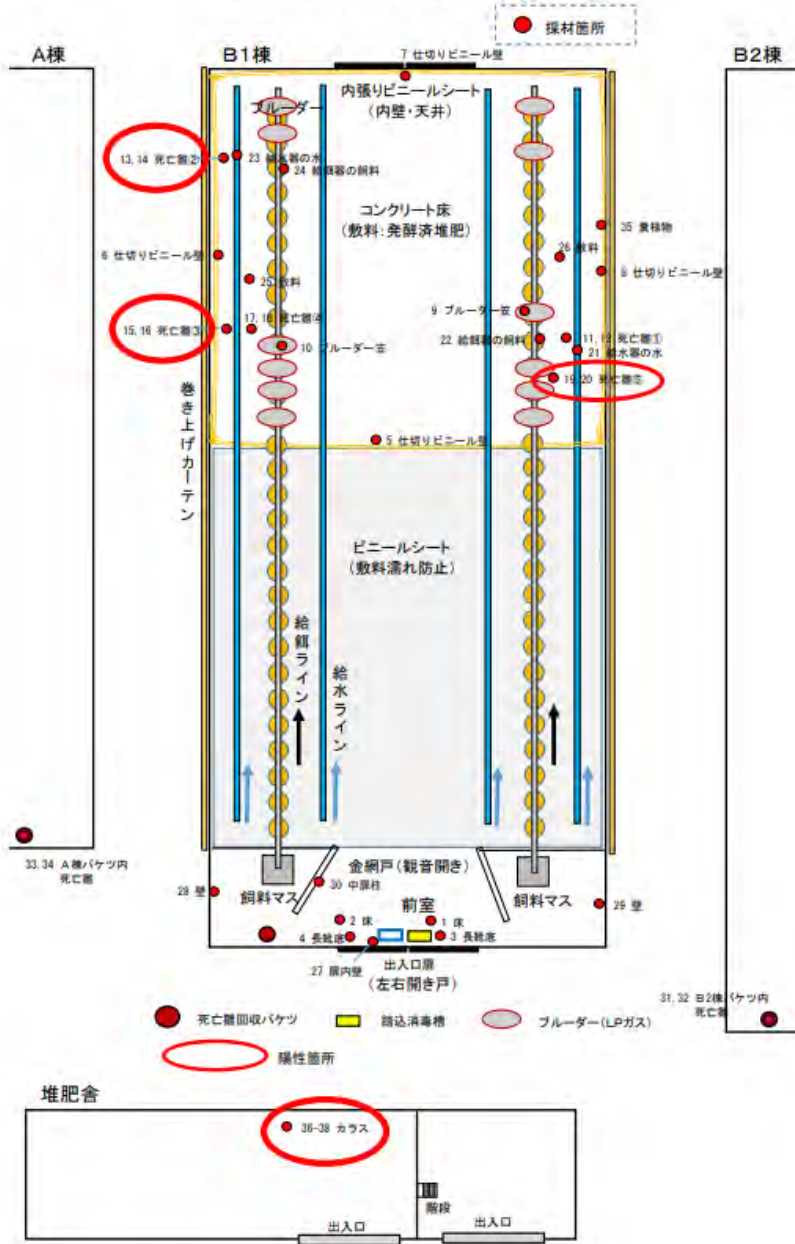 採材箇所
A棟
B1棟
B2棟
7 仕切りビニール壁
内張りビニールシート
(内壁・天井)
ブルーダー
13,14 死亡雛②
23 給水器の水
24 給餌器の飼料
コンクリート床
(敷料:発酵済堆肥)
35 糞様物
26 敷料
6 仕切りビニール壁
8 仕切りビニール壁
25 敷料
9 ブルーダー笠
15,16 死亡雛③
17,18 死亡雛④
22 給餌器の飼料
11,12 死亡雛①
10 ブルーダー笠
21 給水器の水
19,20 死亡雛⑤
巻き上げカーテン
5 仕切りビニール壁
ビニールシート
(敷料濡れ防止)
給餌ライン
給水ライン
33,34 A棟バケツ内
死亡雛
金網戸(観音開き)
28 壁
飼料マス
30 中扉柱
飼料マス
29 壁
前室
2 床
1 床
4 長靴底
3 長靴底
27 扉内壁
出入口扉
(左右開き戸)
31,32 B2棟バケツ内
死亡雛
死亡雛回収バケツ
踏込消毒槽
ブルーダー(LPガス)
陽性箇所
堆肥舎
36-38 カラス
階段
出入口
出入口